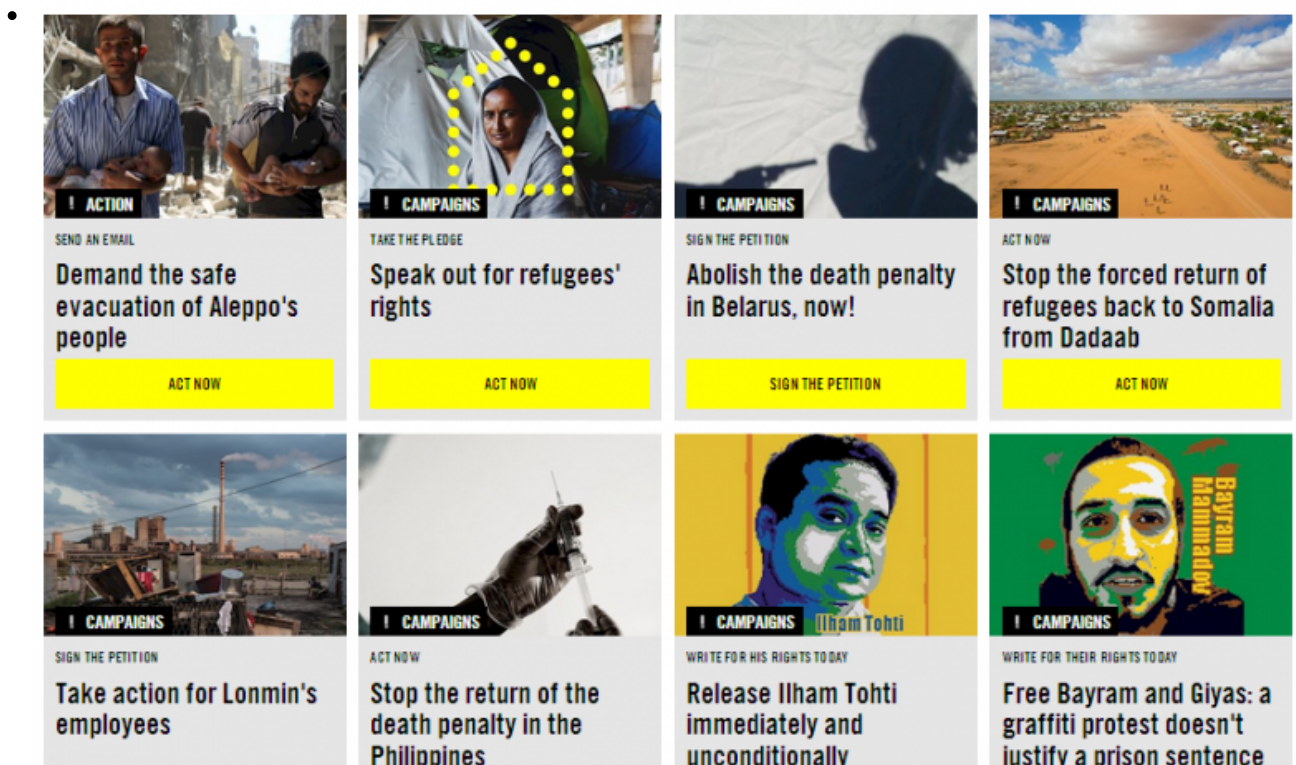 ! ACTION
SEND AN EMAIL
Demand the safe
evacuation of Aleppo's
people
ACT NOW
! CAMPAIGNS
TAKE THE PLEDGE
Speak out for refugees'
rights
ACT NOW
! CAMPAIGNS
SIGN THE PETITION
Abolish the death penalty
in Belarus, now!
SIGN THE PETITION
! CAMPAIGNS
ACT NOW
Stop the forced return of
refugees back to Somalia
from Dadaab
ACT NOW
! CAMPAIGNS
SIGN THE PETITION
Take action for Lonmin's
employees
! CAMPAIGNS
ACT NOW
Stop the return of the
death penalty in the
Philippines
Ilham Tohti
! CAMPAIGNS
WRITE FOR HIS RIGHTS TODAY
Release Ilham Tohti
immediately and
unconditionally
Bayram
Mammadov
! CAMPAIGNS
WRITE FOR THEIR RIGHTS TODAY
Free Bayram and Giyas: a
graffiti protest doesn't
justify a prison sentence